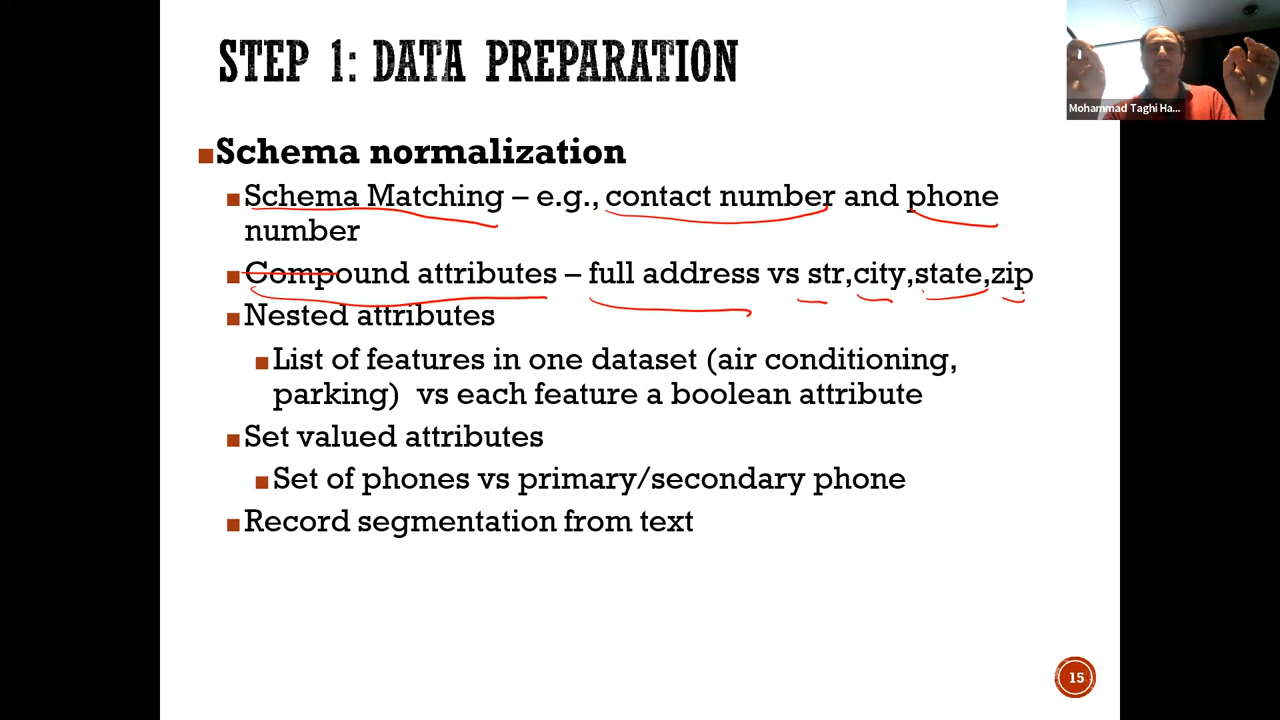 STEP 1: DATA PREPARATION
Mohammad Taghi Ha...
Schema normalization
Schema Matching – e.g., contact number and phone
number
Compound attributes – full address vs str,city,state,zip
Nested attributes
List of features in one dataset (air conditioning,
parking) vs each feature a boolean attribute
Set valued attributes
Set of phones vs primary/secondary phone
Record segmentation from text
15